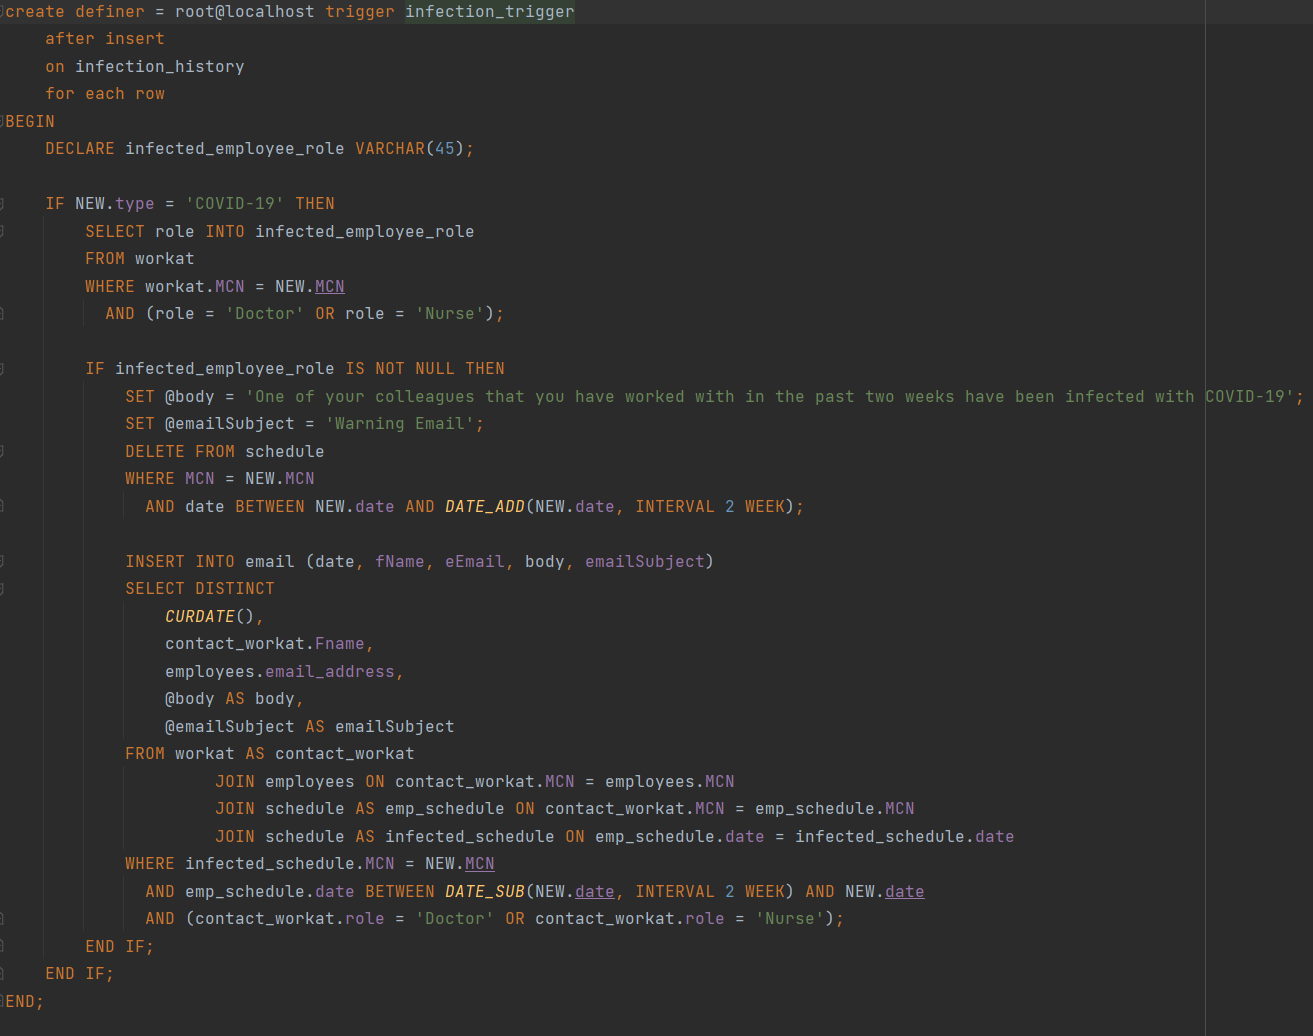 create definer = root@localhost trigger infection_trigger
    after insert
    on infection_history
    for each row
BEGIN
    DECLARE infected_employee_role VARCHAR(45);

    IF NEW.type = 'COVID-19' THEN
        SELECT role INTO infected_employee_role
        FROM workat
        WHERE workat.MCN = NEW.MCN
          AND (role = 'Doctor' OR role = 'Nurse');

        IF infected_employee_role IS NOT NULL THEN
            SET @body = 'One of your colleagues that you have worked with in the past two weeks have been infected with COVID-19';
            SET @emailSubject = 'Warning Email';
            DELETE FROM schedule
            WHERE MCN = NEW.MCN
              AND date BETWEEN NEW.date AND DATE_ADD(NEW.date, INTERVAL 2 WEEK);

            INSERT INTO email (date, fName, eEmail, body, emailSubject)
            SELECT DISTINCT
                CURDATE(),
                contact_workat.Fname,
                employees.email_address,
                @body AS body,
                @emailSubject AS emailSubject
            FROM workat AS contact_workat
                     JOIN employees ON contact_workat.MCN = employees.MCN
                     JOIN schedule AS emp_schedule ON contact_workat.MCN = emp_schedule.MCN
                     JOIN schedule AS infected_schedule ON emp_schedule.date = infected_schedule.date
            WHERE infected_schedule.MCN = NEW.MCN
              AND emp_schedule.date BETWEEN DATE_SUB(NEW.date, INTERVAL 2 WEEK) AND NEW.date
              AND (contact_workat.role = 'Doctor' OR contact_workat.role = 'Nurse');
        END IF;
    END IF;
END;